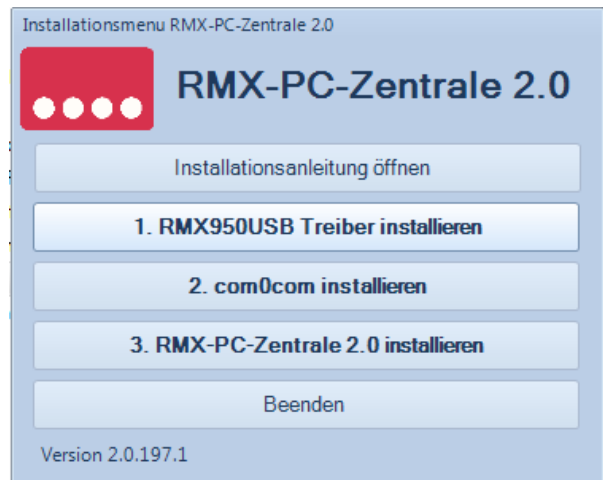 Installationsmenu RMX-PC-Zentrale 2.0
RMX-PC-Zentrale 2.0
Installationsanleitung öffnen
1. RMX950USB Treiber installieren
2. com0com installieren
3. RMX-PC-Zentrale 2.0 installieren
Beenden
Version 2.0.197.1